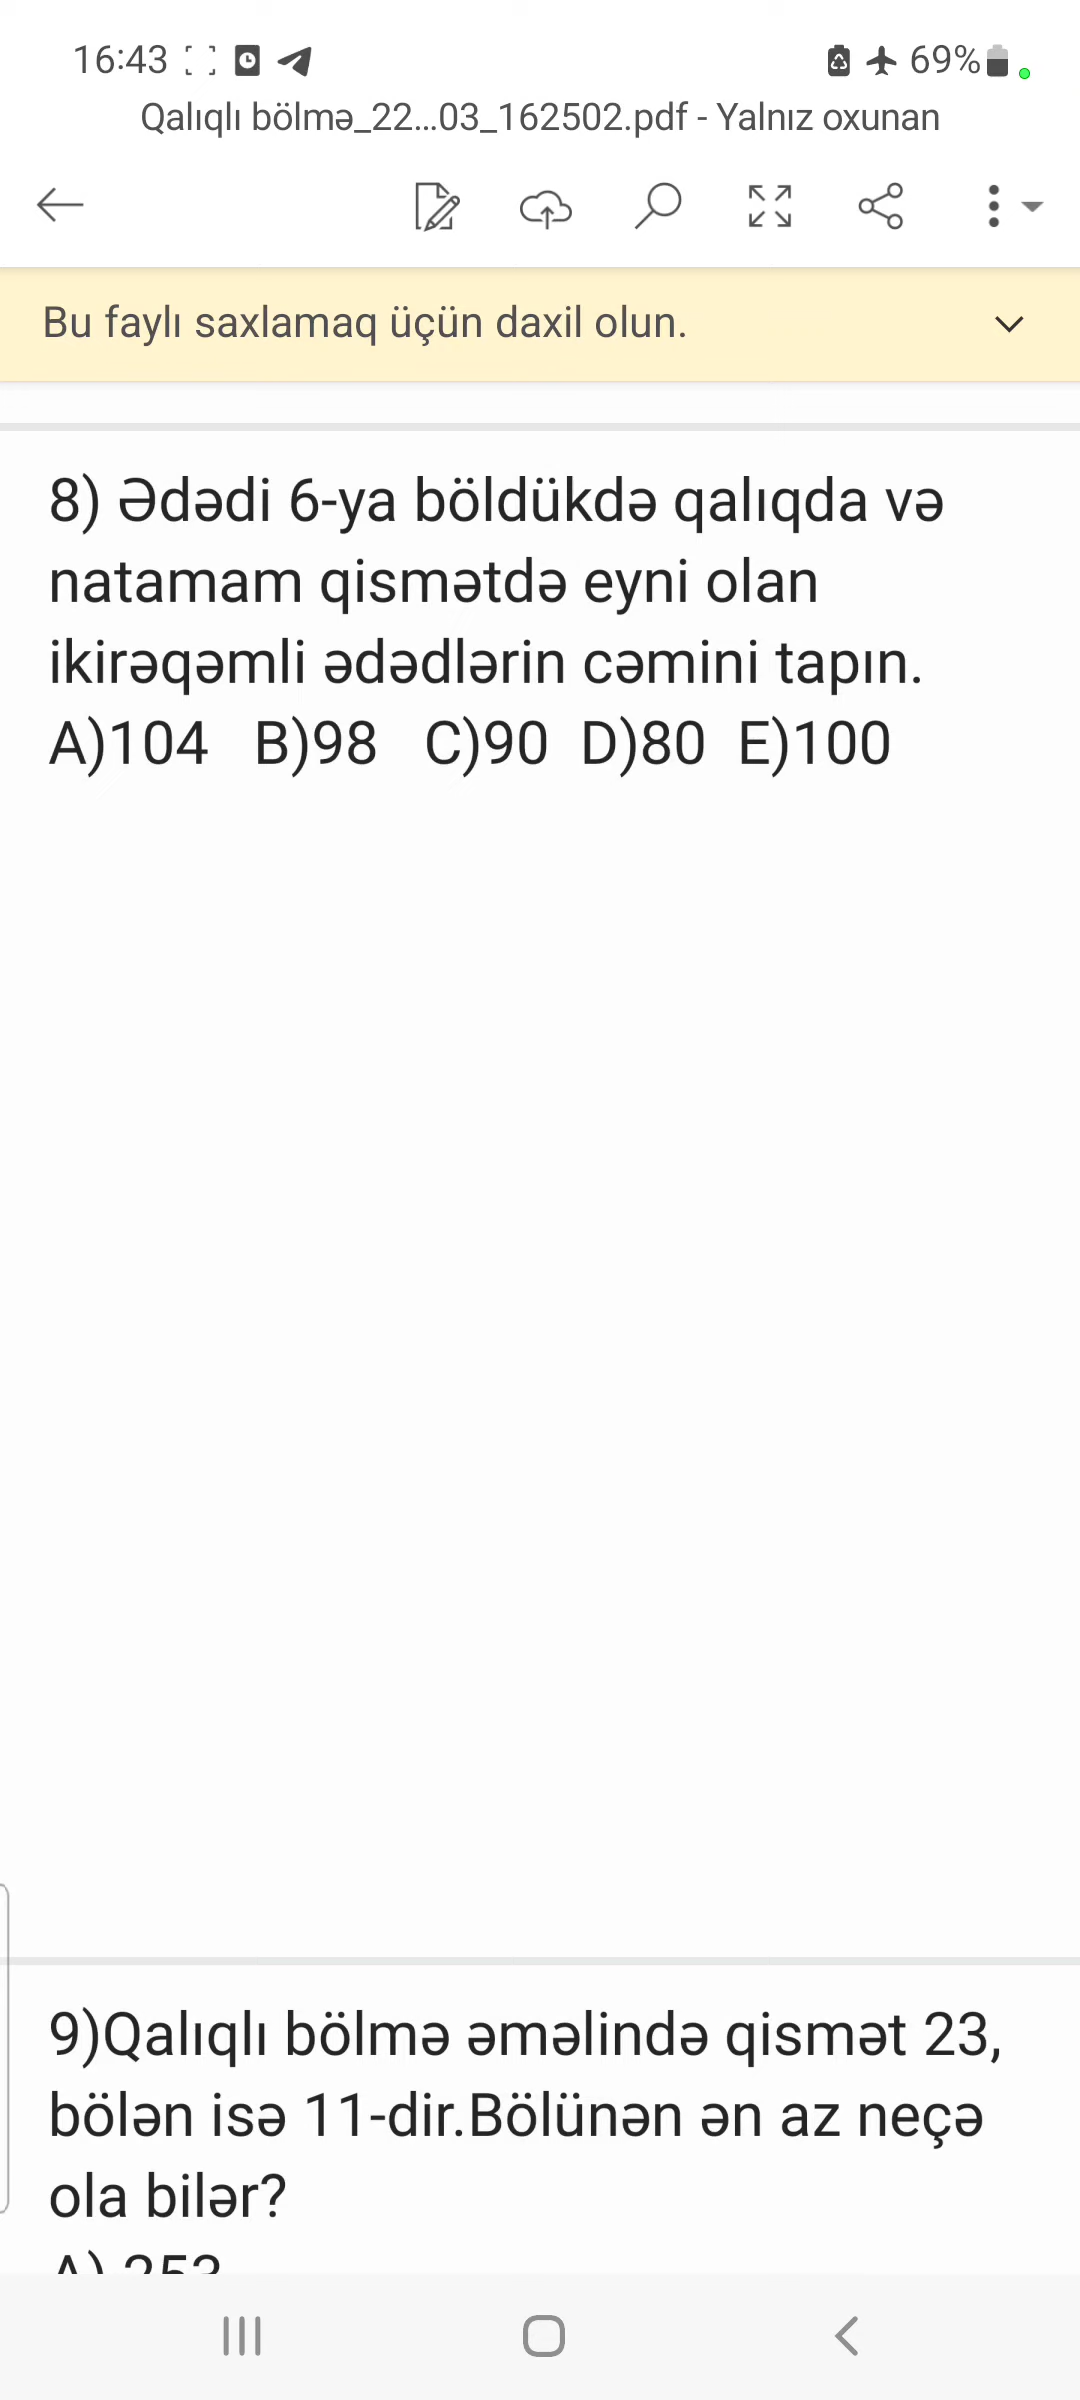 16:43 69%
Qalıqlı bölmə_22...03_162502.pdf - Yalnız oxunan
Bu faylı saxlamaq üçün daxil olun.
8) Ədədi 6-ya böldükdə qalıqda və
natamam qismətdə eyni olan
ikirəqəmli ədədlərin cəmini tapın.
A)104 B)98 C)90 D)80 E)100
9)Qalıqlı bölmə əməlində qismət 23,
bölən isə 11-dir.Bölünən ən az neçə
ola bilər?